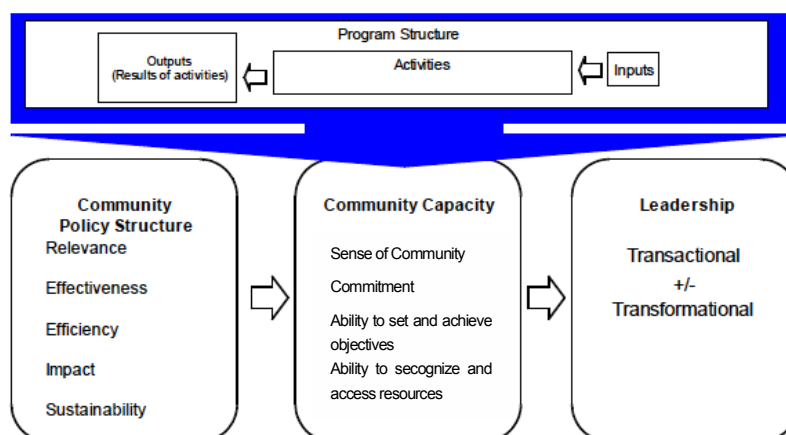 Program Structure
Outputs
(Results of activities)
Activities
Inputs
Community
Policy Structure
Relevance
Effectiveness
Efficiency
Impact
Sustainability
Community Capacity
Sense of Community
Commitment
Ability to set and achieve
objectives
Ability to secognize and
access resources
Leadership
Transactional
+/-
Transformational